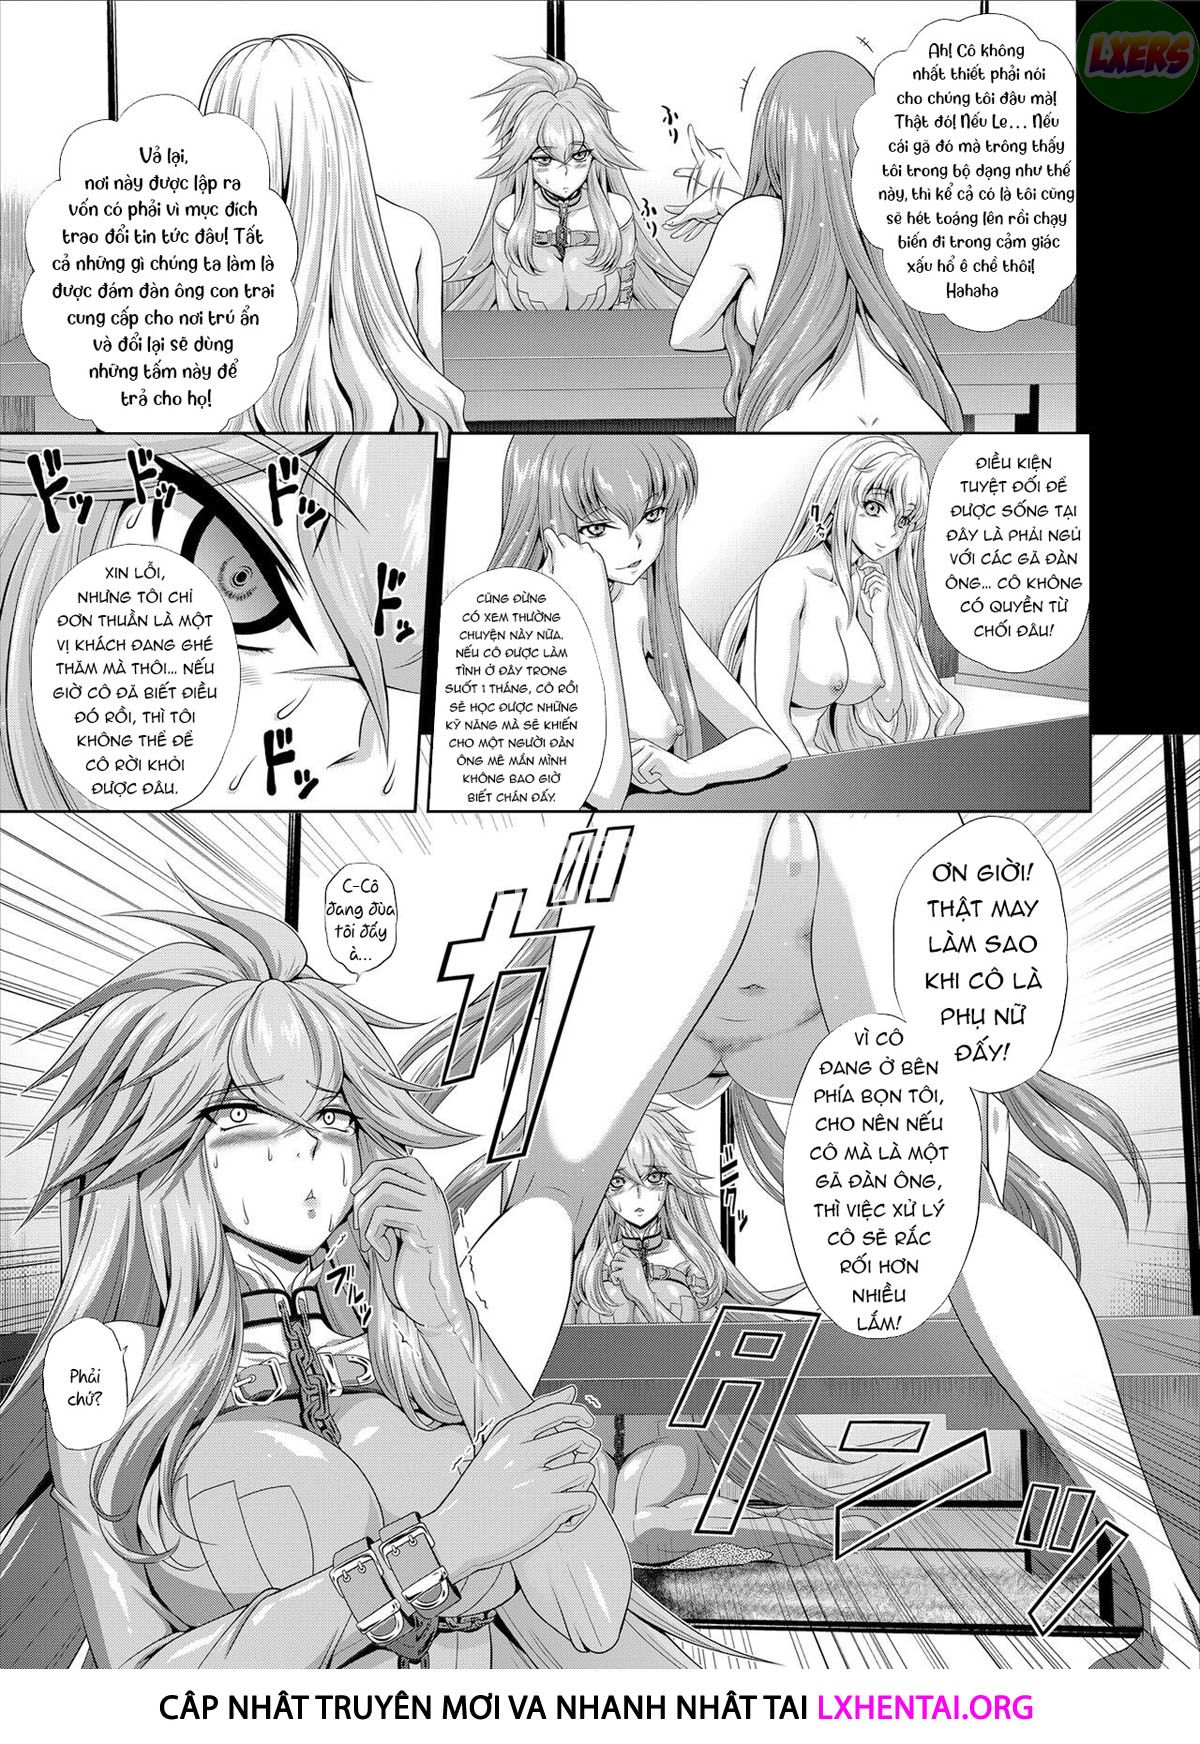 LXERS
Ah! Cô không
nhất thiết phải nói
cho chúng tôi đâu mà!
Thật đó! Nếu Le... Nếu
cái gã đó mà trông thấy
tôi trong bộ dạng như thế
này, thì kể cả có là tôi cũng
sẽ hét toáng lên rồi chạy
biến đi trong cảm giác
xấu hổ ê chề thôi!
Hahaha
ぶる
ふり
ふり
Vả lại,
nơi này được lập ra
vốn có phải vì mục đích
trao đổi tin tức đâu! Tất
cả những gì chúng ta làm là
được đám đàn ông con trai
cung cấp cho nơi trú ẩn
và đổi lại sẽ dùng
những tấm này để
trả cho họ!
ĐIỀU KIỆN
TUYỆT ĐỐI ĐỂ
ĐƯỢC SỐNG TẠI
ĐÂY LÀ PHẢI NGỦ
VỚI CÁC GÃ ĐÀN
ÔNG... CÔ KHÔNG
CÓ QUYỀN TỪ
CHỐI ĐÂU!
CŨNG ĐỪNG
CÓ XEM THƯỜNG
CHUYỆN NÀY NỮA.
NẾU CÔ ĐƯỢC LÀM
TÌNH Ở ĐÂY TRONG
SUỐT 1 THÁNG, CÔ RỒI
SẼ HỌC ĐƯỢC NHỮNG
KỸ NĂNG MÀ SẼ KHIẾN
CHO MỘT NGƯỜI ĐÀN
ÔNG MÊ MẨN MÌNH
KHÔNG BAO GIỜ
BIẾT CHÁN ĐẤY.
ドドド
ドドド
XIN LỖI,
NHƯNG TÔI CHỈ
ĐƠN THUẦN LÀ MỘT
VỊ KHÁCH ĐANG GHÉ
THĂM MÀ THÔI... NẾU
GIỜ CÔ ĐÃ BIẾT ĐIỀU
ĐÓ RỒI, THÌ TÔI
KHÔNG THỂ ĐỂ
CÔ RỜI KHỎI
ĐƯỢC ĐÂU.
ƠN GIỜI!
THẬT MAY
LÀM SAO
KHI CÔ LÀ
PHỤ NỮ
ĐẤY!
VÌ CÔ
ĐANG Ở BÊN
PHÍA BỌN TÔI,
CHO NÊN NẾU
CÔ MÀ LÀ MỘT
GÃ ĐÀN ÔNG,
THÌ VIỆC XỬ LÝ
CÔ SẼ RẮC
RỐI HƠN
NHIỀU
LẮM!
C-Cô
đang đùa
tôi đấy
à...
Phải
chứ?
CẬP NHẬT TRUYỆN MỚI VÀ NHANH NHẤT TẠI LXHENTAI.ORG